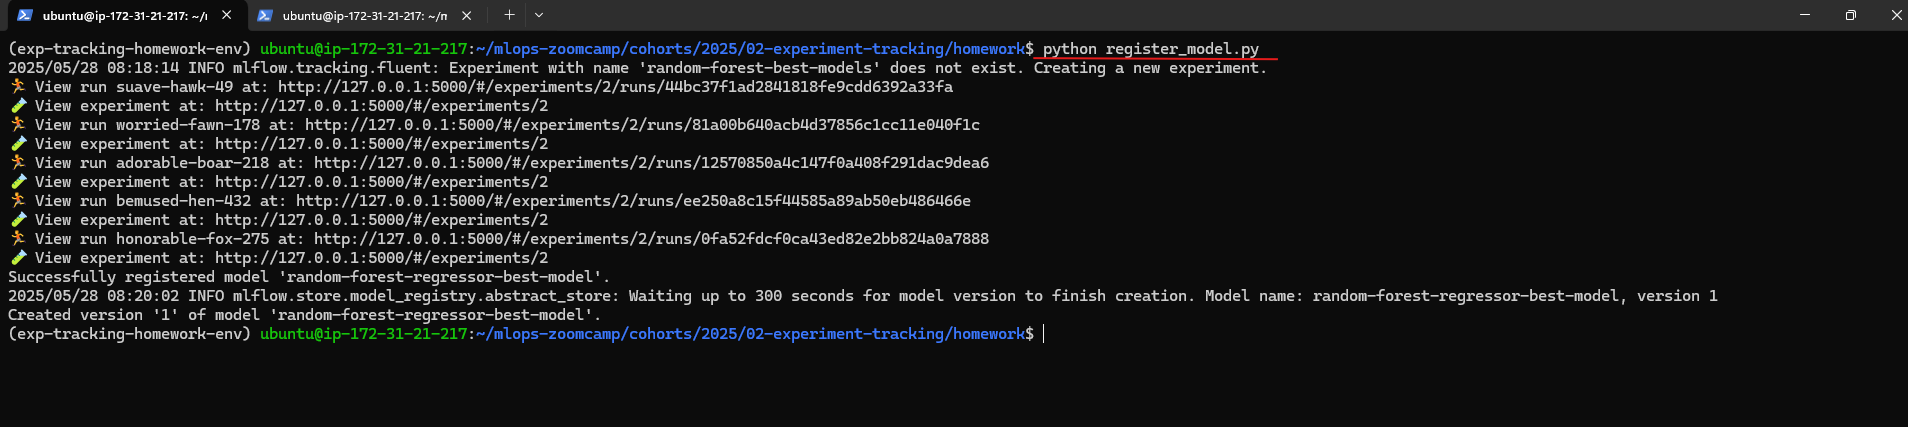 ubuntu@ip-172-31-21-217: ~/r
ubuntu@ip-172-31-21-217: ~/n
(exp-tracking-homework-env) ubuntu@ip-172-31-21-217:~/mlops-zoomcamp/cohorts/2025/02-experiment-tracking/homework$ python register_model.py
2025/05/28 08:18:14 INFO mlflow.tracking.fluent: Experiment with name 'random-forest-best-models' does not exist. Creating a new experiment.
🏃 View run suave-hawk-49 at: http://127.0.0.1:5000/#/experiments/2/runs/44bc37f1ad2841818fe9cdd6392a33fa
🧪 View experiment at: http://127.0.0.1:5000/#/experiments/2
🏃 View run worried-fawn-178 at: http://127.0.0.1:5000/#/experiments/2/runs/81a00b640acb4d37856c1cc11e040f1c
🧪 View experiment at: http://127.0.0.1:5000/#/experiments/2
🏃 View run adorable-boar-218 at: http://127.0.0.1:5000/#/experiments/2/runs/12570850a4c147f0a408f291dac9dea6
🧪 View experiment at: http://127.0.0.1:5000/#/experiments/2
🏃 View run bemused-hen-432 at: http://127.0.0.1:5000/#/experiments/2/runs/ee250a8c15f44585a89ab50eb486466e
🧪 View experiment at: http://127.0.0.1:5000/#/experiments/2
🏃 View run honorable-fox-275 at: http://127.0.0.1:5000/#/experiments/2/runs/0fa52fdcf0ca43ed82e2bb824a0a7888
🧪 View experiment at: http://127.0.0.1:5000/#/experiments/2
Successfully registered model 'random-forest-regressor-best-model'.
2025/05/28 08:20:02 INFO mlflow.store.model_registry.abstract_store: Waiting up to 300 seconds for model version to finish creation. Model name: random-forest-regressor-best-model, version 1
Created version '1' of model 'random-forest-regressor-best-model'.
(exp-tracking-homework-env) ubuntu@ip-172-31-21-217:~/mlops-zoomcamp/cohorts/2025/02-experiment-tracking/homework$